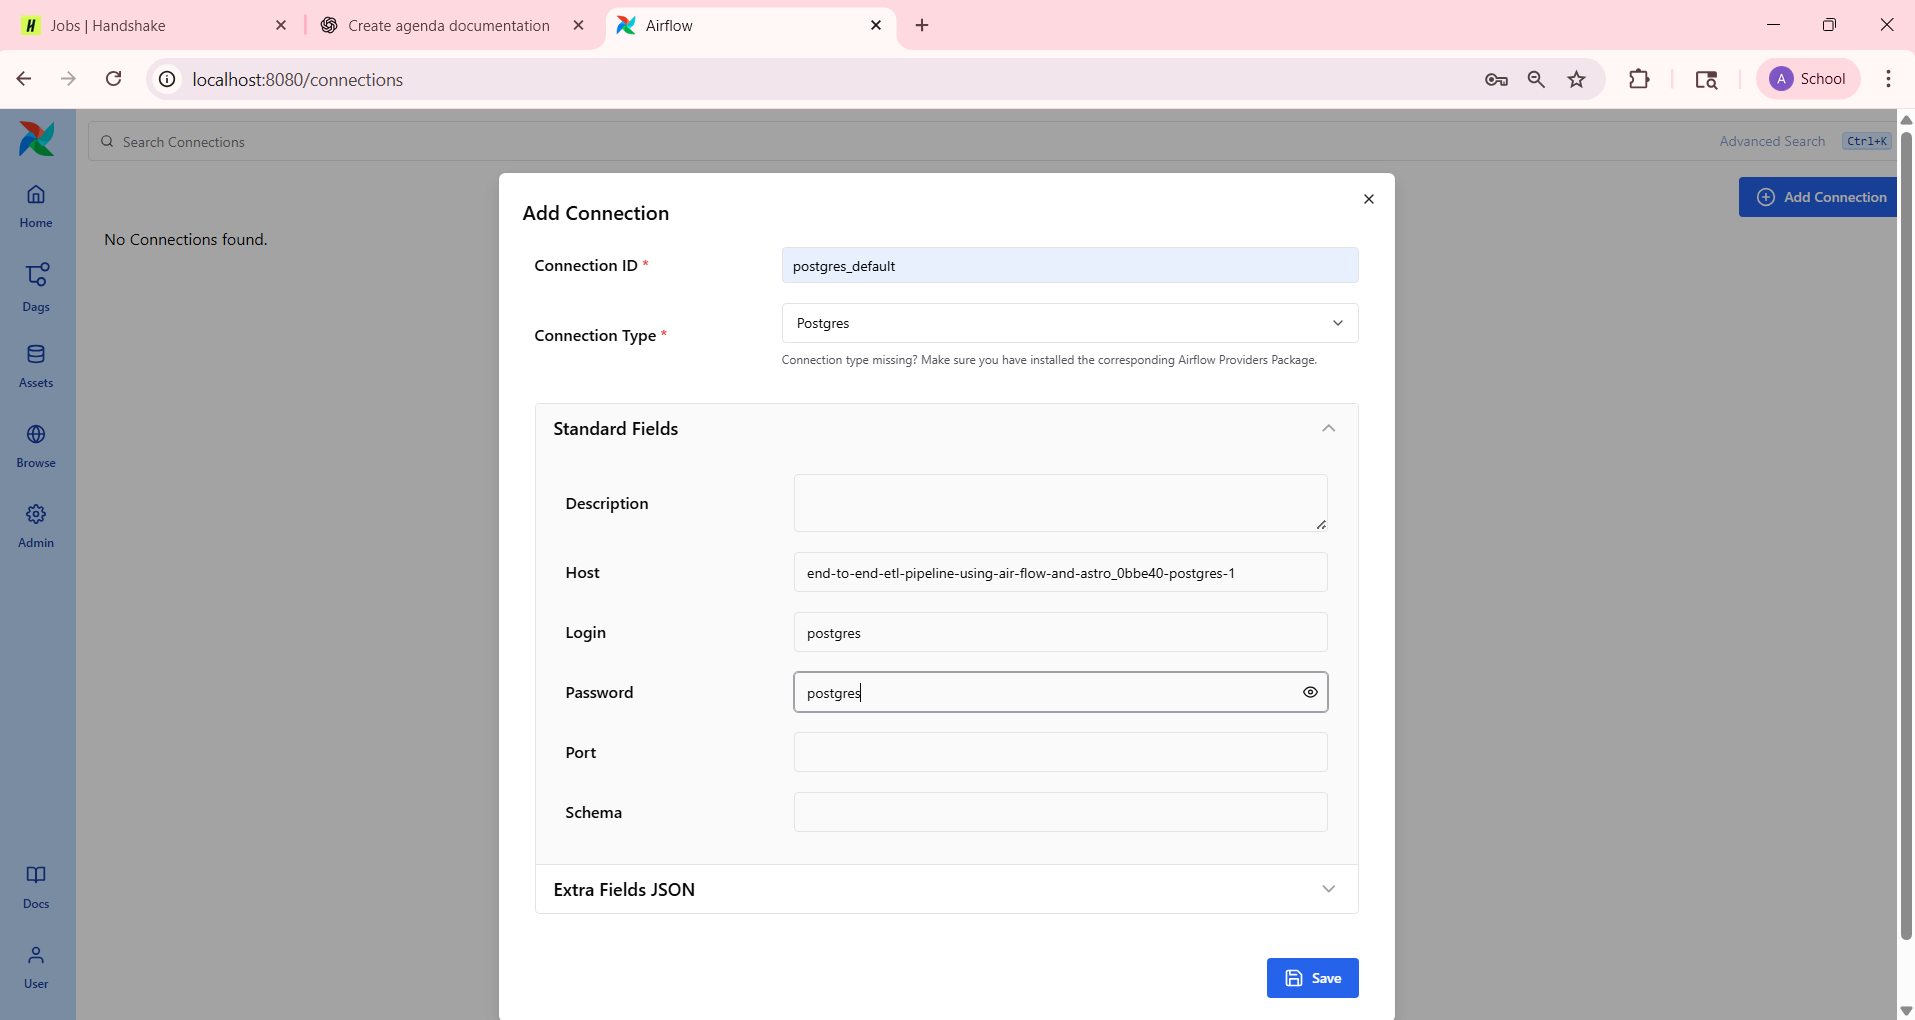 Jobs | Handshake
Create agenda documentation
Airflow
localhost:8080/connections
A School
Search Connections
Advanced Search Ctrl+K
Add Connection
No Connections found.
Home
Dags
Assets
Browse
Admin
Docs
User
Add Connection
Connection ID *
postgres_default
Connection Type *
Postgres
Connection type missing? Make sure you have installed the corresponding Airflow Providers Package.
Standard Fields
Description
Host
end-to-end-etl-pipeline-using-air-flow-and-astro_0bbe40-postgres-1
Login
postgres
Password
postgres
Port
Schema
Extra Fields JSON
Save